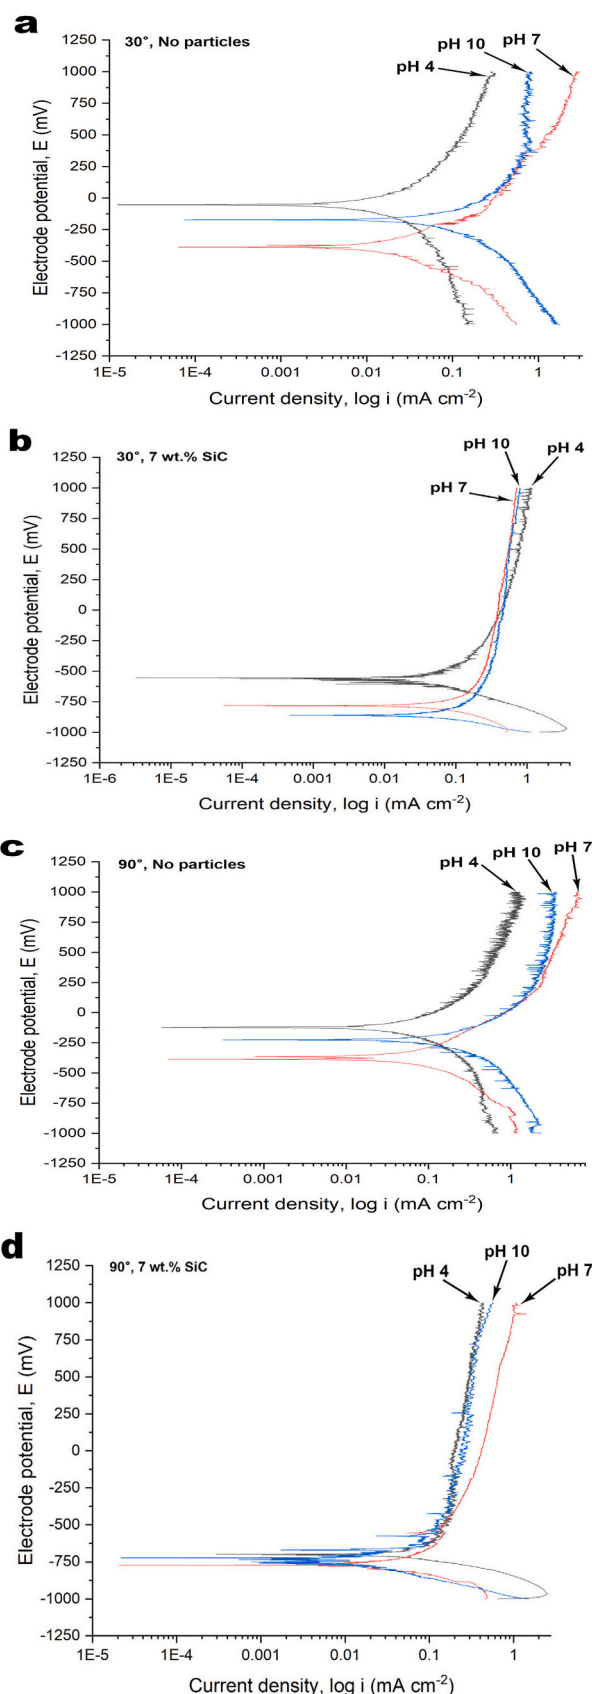 a
30°, No particles
pH 4
pH 10
pH 7
1250
1000
750
500
250
0
-250
-500
-750
-1000
-1250
Electrode potential, E (mV)
1E-5 1E-4 0.001 0.01 0.1 1
Current density, log i (mA cm-2)
b
30°, 7 wt.% SiC
pH 10
pH 4
pH 7
1250
1000
750
500
250
0
-250
-500
-750
-1000
-1250
Electrode potential, E (mV)
1E-6 1E-5 1E-4 0.001 0.01 0.1 1
Current density, log i (mA cm-2)
c
90°, No particles
pH 4
pH 10
pH 7
1250
1000
750
500
250
0
-250
-500
-750
-1000
-1250
Electrode potential, E (mV)
1E-5 1E-4 0.001 0.01 0.1 1
Current density, log i (mA cm-2)
d
90°, 7 wt.% SiC
pH 4
pH 10
pH 7
1250
1000
750
500
250
0
-250
-500
-750
-1000
-1250
Electrode potential, E (mV)
1E-5 1E-4 0.001 0.01 0.1 1
Current density, log i (mA cm-2)